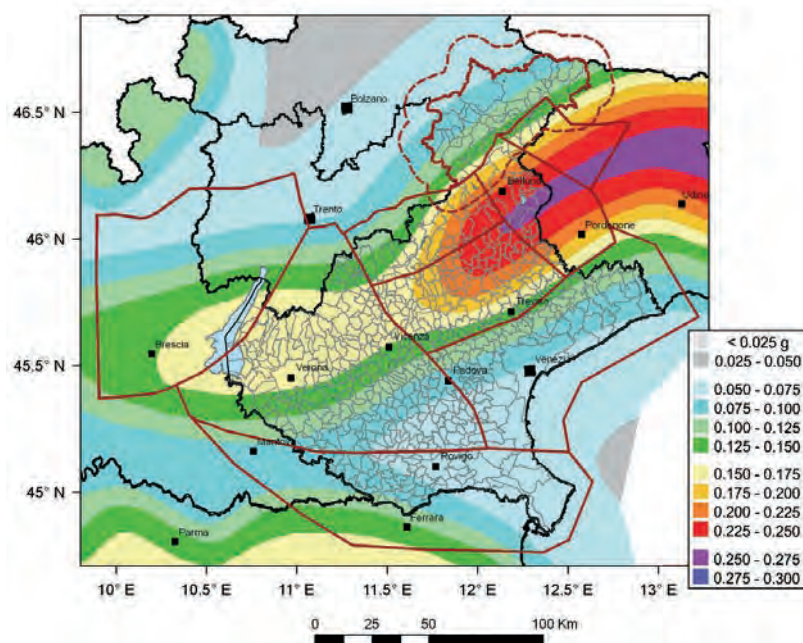 46.5° N
46° N
45.5° N
45° N
Bolzano
Trento
Belluno
Udine
Pordenone
Treviso
Brescia
Vicenza
Verona
Padova
Venezia
Mantova
Rovigo
Ferrara
Parma
10° E
10.5° E
11° E
11.5° E
12° E
12.5° E
13° E
< 0.025 g
0.025 - 0.050
0.050 - 0.075
0.075 - 0.100
0.100 - 0.125
0.125 - 0.150
0.150 - 0.175
0.175 - 0.200
0.200 - 0.225
0.225 - 0.250
0.250 - 0.275
0.275 - 0.300
0 25 50 100 Km